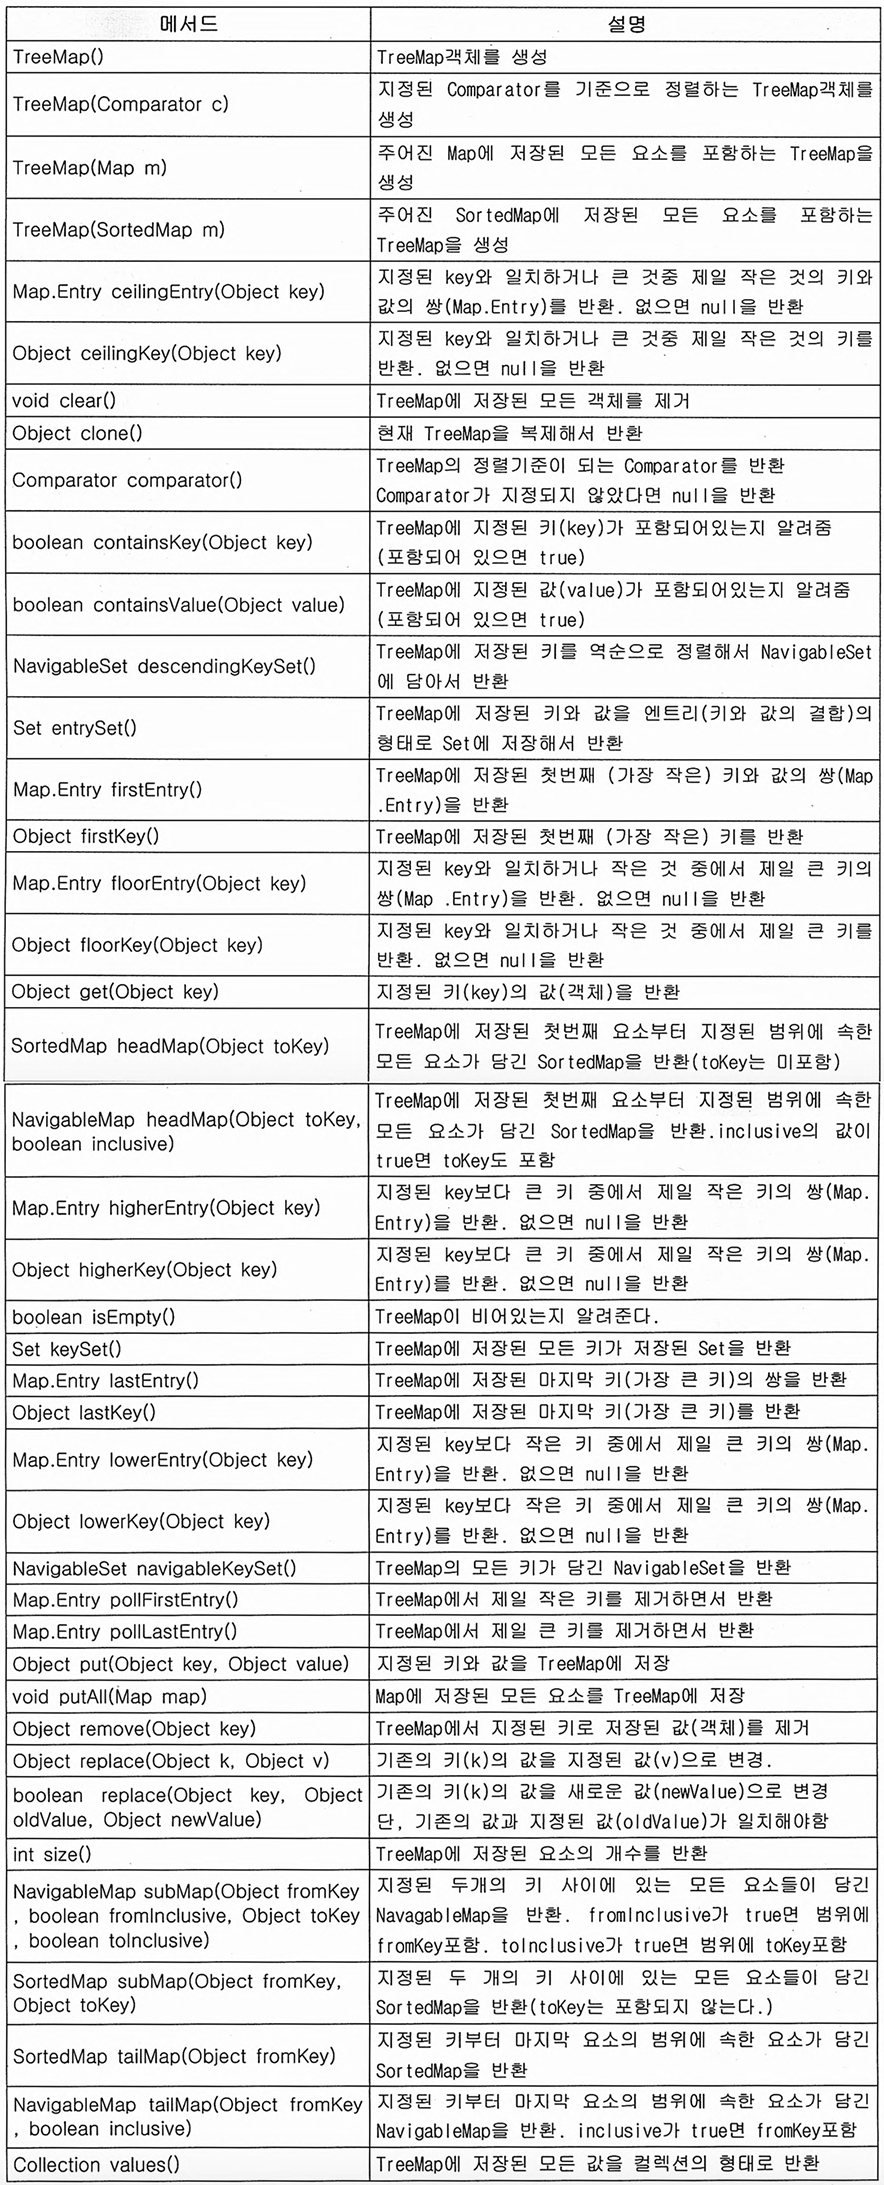 메서드 설명
TreeMap() TreeMap객체를 생성
TreeMap(Comparator c) 지정된 Comparator를 기준으로 정렬하는 TreeMap객체를
생성
TreeMap(Map m) 주어진 Map에 저장된 모든 요소를 포함하는 TreeMap을
생성
TreeMap(SortedMap m) 주어진 SortedMap에 저장된 모든 요소를 포함하는
TreeMap을 생성
Map.Entry ceilingEntry(Object key) 지정된 key와 일치하거나 큰 것중 제일 작은 것의 키와
값의 쌍(Map.Entry)를 반환. 없으면 null을 반환
Object ceilingKey(Object key) 지정된 key와 일치하거나 큰 것중 제일 작은 것의 키를
반환. 없으면 null을 반환
void clear() TreeMap에 저장된 모든 객체를 제거
Object clone() 현재 TreeMap을 복제해서 반환
Comparator comparator() TreeMap의 정렬기준이 되는 Comparator를 반환
Comparator가 지정되지 않았다면 null을 반환
boolean containsKey(Object key) TreeMap에 지정된 키(key)가 포함되어있는지 알려줌
(포함되어 있으면 true)
boolean containsValue(Object value) TreeMap에 지정된 값(value)가 포함되어있는지 알려줌
(포함되어 있으면 true)
NavigableSet descendingKeySet() TreeMap에 저장된 키를 역순으로 정렬해서 NavigableSet
에 담아서 반환
Set entrySet() TreeMap에 저장된 키와 값을 엔트리(키와 값의 결합)의
형태로 Set에 저장해서 반환
Map.Entry firstEntry() TreeMap에 저장된 첫번째 (가장 작은) 키와 값의 쌍(Map
.Entry)을 반환
Object firstKey() TreeMap에 저장된 첫번째 (가장 작은) 키를 반환
Map.Entry floorEntry(Object key) 지정된 key와 일치하거나 작은 것 중에서 제일 큰 키의
쌍(Map .Entry)을 반환. 없으면 null을 반환
Object floorKey(Object key) 지정된 key와 일치하거나 작은 것 중에서 제일 큰 키를
반환. 없으면 null을 반환
Object get(Object key) 지정된 키(key)의 값(객체)을 반환
SortedMap headMap(Object toKey) TreeMap에 저장된 첫번째 요소부터 지정된 범위에 속한
모든 요소가 담긴 SortedMap을 반환(toKey는 미포함)
NavigableMap headMap(Object toKey, TreeMap에 저장된 첫번째 요소부터 지정된 범위에 속한
boolean inclusive) 모든 요소가 담긴 SortedMap을 반환.inclusive의 값이
true면 toKey도 포함
Map.Entry higherEntry(Object key) 지정된 key보다 큰 키 중에서 제일 작은 키의 쌍(Map.
Entry)을 반환. 없으면 null을 반환
Object higherKey(Object key) 지정된 key보다 큰 키 중에서 제일 작은 키의 쌍(Map.
Entry)를 반환. 없으면 null을 반환
boolean isEmpty() TreeMap이 비어있는지 알려준다.
Set keySet() TreeMap에 저장된 모든 키가 저장된 Set을 반환
Map.Entry lastEntry() TreeMap에 저장된 마지막 키(가장 큰 키)의 쌍을 반환
Object lastKey() TreeMap에 저장된 마지막 키(가장 큰 키)를 반환
Map.Entry lowerEntry(Object key) 지정된 key보다 작은 키 중에서 제일 큰 키의 쌍(Map.
Entry)을 반환. 없으면 null을 반환
Object lowerKey(Object key) 지정된 key보다 작은 키 중에서 제일 큰 키의 쌍(Map.
Entry)를 반환. 없으면 null을 반환
NavigableSet navigableKeySet() TreeMap의 모든 키가 담긴 NavigableSet을 반환
Map.Entry pollFirstEntry() TreeMap에서 제일 작은 키를 제거하면서 반환
Map.Entry pollLastEntry() TreeMap에서 제일 큰 키를 제거하면서 반환
Object put(Object key, Object value) 지정된 키와 값을 TreeMap에 저장
void putAll(Map map) Map에 저장된 모든 요소를 TreeMap에 저장
Object remove(Object key) TreeMap에서 지정된 키로 저장된 값(객체)를 제거
Object replace(Object k, Object v) 기존의 키(k)의 값을 지정된 값(v)으로 변경.
boolean replace(Object key, Object 기존의 키(k)의 값을 새로운 값(newValue)으로 변경
oldValue, Object newValue) 단, 기존의 값과 지정된 값(oldValue)가 일치해야함
int size() TreeMap에 저장된 요소의 개수를 반환
NavigableMap subMap(Object fromKey 지정된 두개의 키 사이에 있는 모든 요소들이 담긴
, boolean fromInclusive, Object toKey NavagableMap을 반환. fromInclusive가 true면 범위에
, boolean toInclusive) fromKey포함. toInclusive가 true면 범위에 toKey포함
SortedMap subMap(Object fromKey, 지정된 두 개의 키 사이에 있는 모든 요소들이 담긴
Object toKey) SortedMap을 반환(toKey는 포함되지 않는다.)
SortedMap tailMap(Object fromKey) 지정된 키부터 마지막 요소의 범위에 속한 요소가 담긴
SortedMap을 반환
NavigableMap tailMap(Object fromKey 지정된 키부터 마지막 요소의 범위에 속한 요소가 담긴
, boolean inclusive) NavigableMap을 반환. inclusive가 true면 fromKey포함
Collection values() TreeMap에 저장된 모든 값을 컬렉션의 형태로 반환